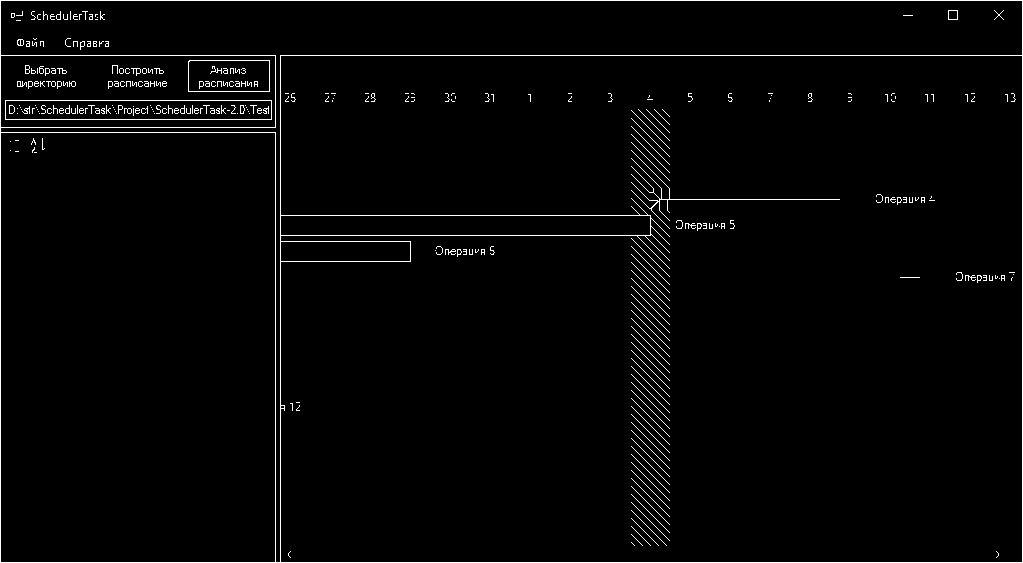 SchedulerTask
Файл Справка
Выбрать директорию
Построить расписание
Анализ расписания
D:\str\SchedulerTask\Project\SchedulerTask-2.0\Test
26 27 28 29 30 31 1 2 3 4 5 6 7 8 9 10 11 12 13
Операция 4
Операция 5
Операция 6
Операция 7
я 12